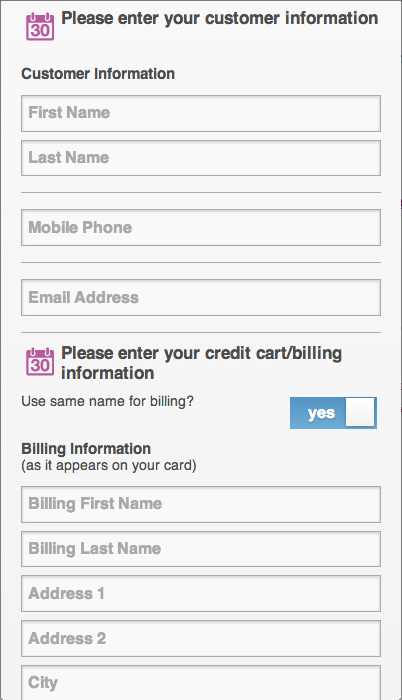 30
Please enter your customer information
Customer Information
First Name
Last Name
Mobile Phone
Email Address
30
Please enter your credit cart/billing
information
Use same name for billing?
yes
Billing Information
(as it appears on your card)
Billing First Name
Billing Last Name
Address 1
Address 2
City